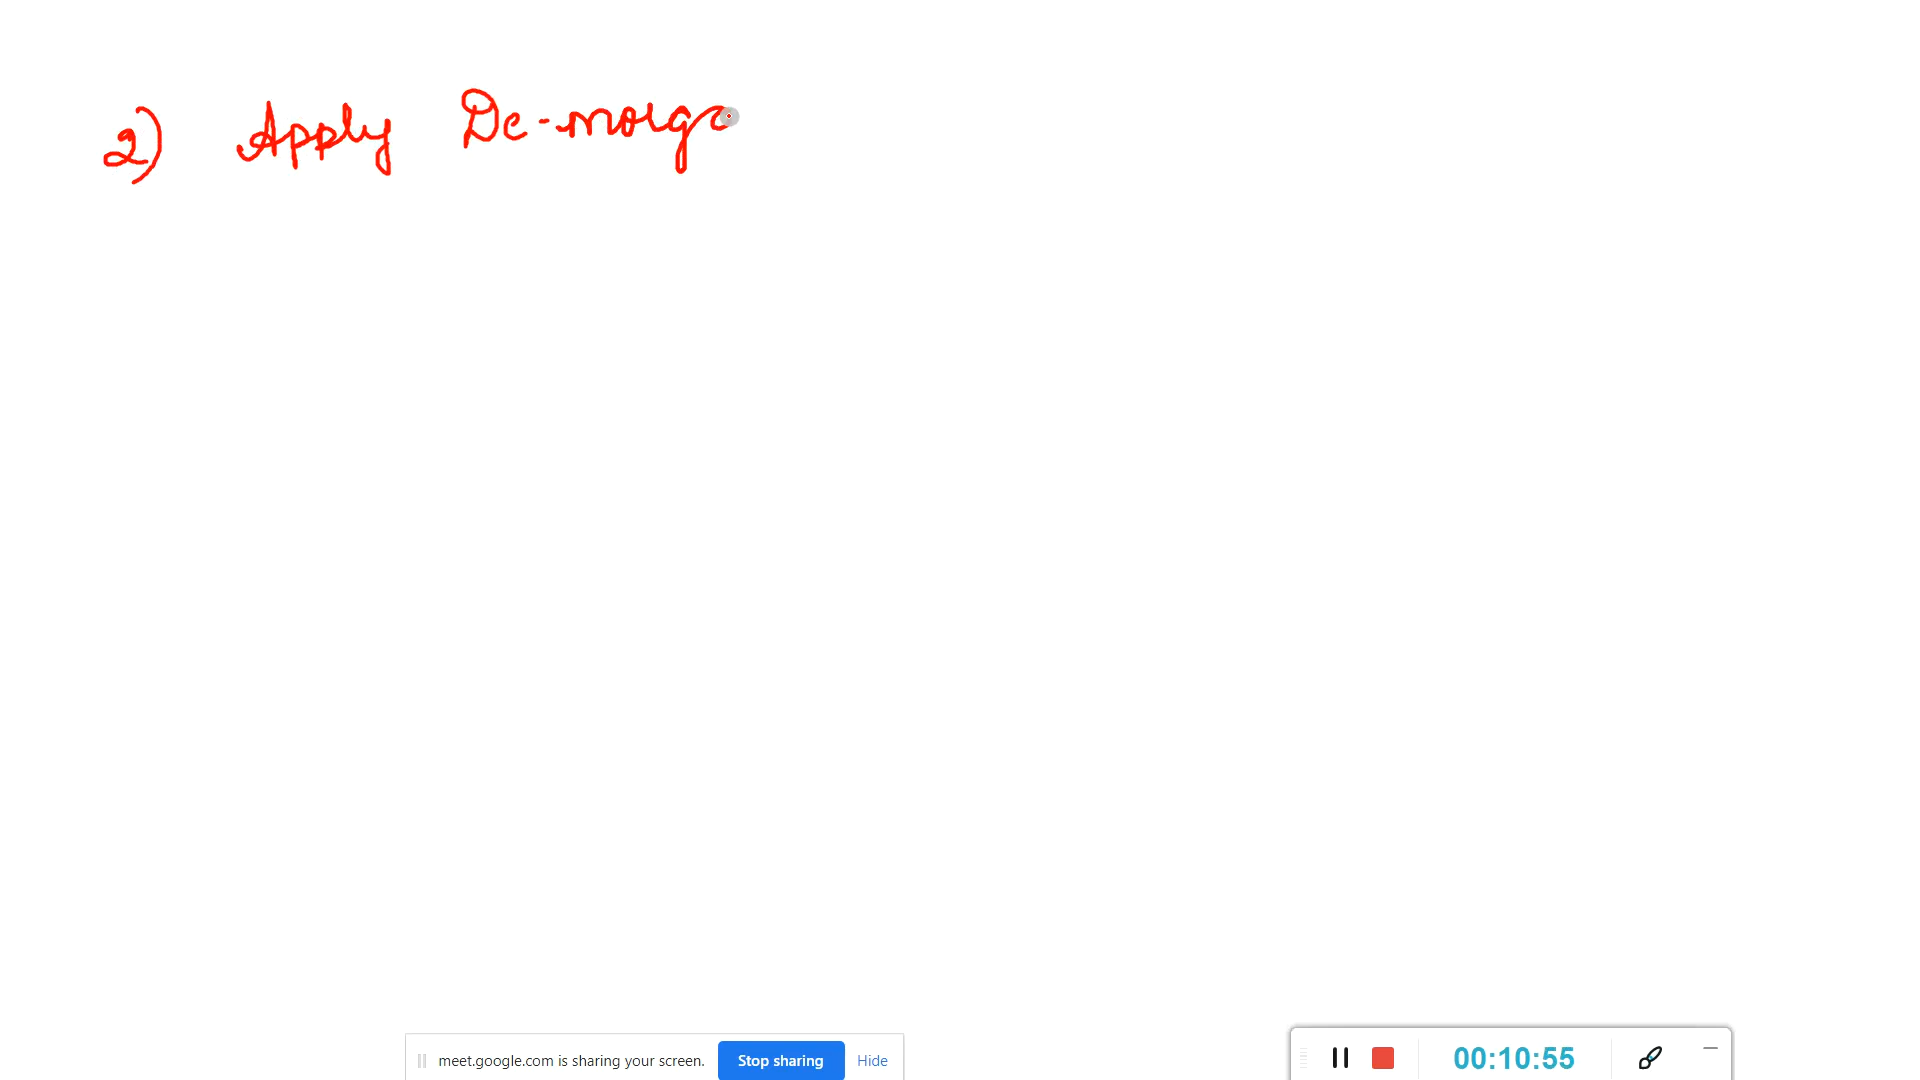 2) Apply De-morga
meet.google.com is sharing your screen. Stop sharing Hide
00:10:55